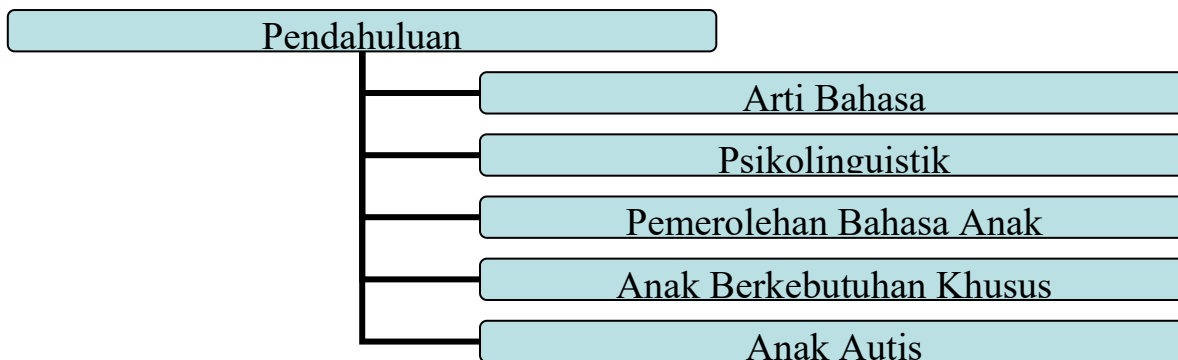 Pendahuluan
Arti Bahasa
Psikolinguistik
Pemerolehan Bahasa Anak
Anak Berkebutuhan Khusus
Anak Autis